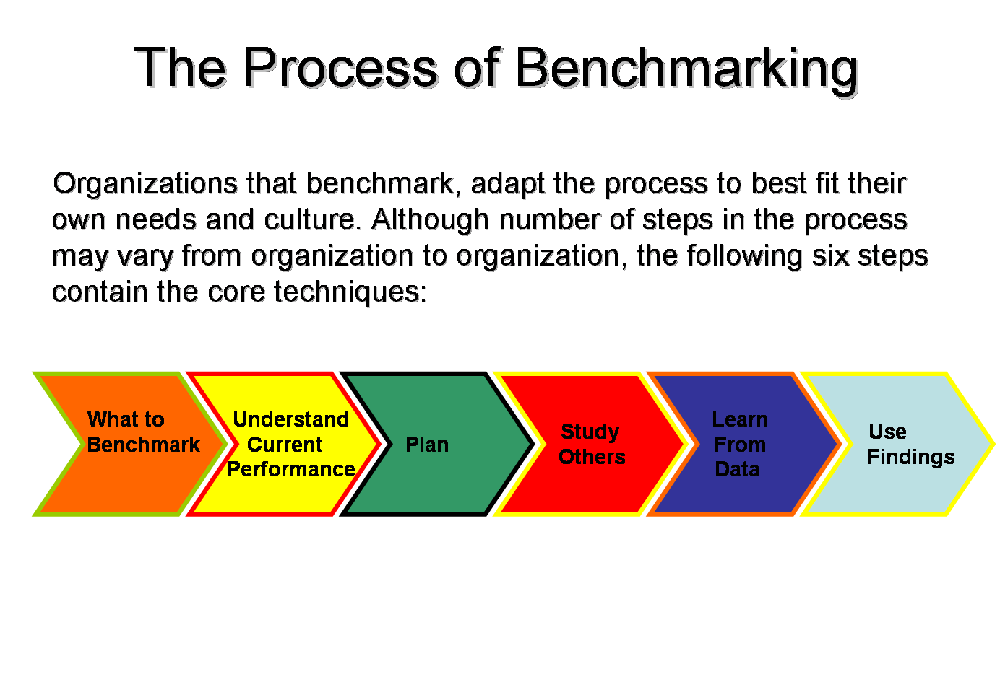 The Process of Benchmarking
Organizations that benchmark, adapt the process to best fit their
own needs and culture. Although number of steps in the process
may vary from organization to organization, the following six steps
contain the core techniques:
What to
Benchmark
Understand
Current
Performance
Plan
Study
Others
Learn
From
Data
Use
Findings